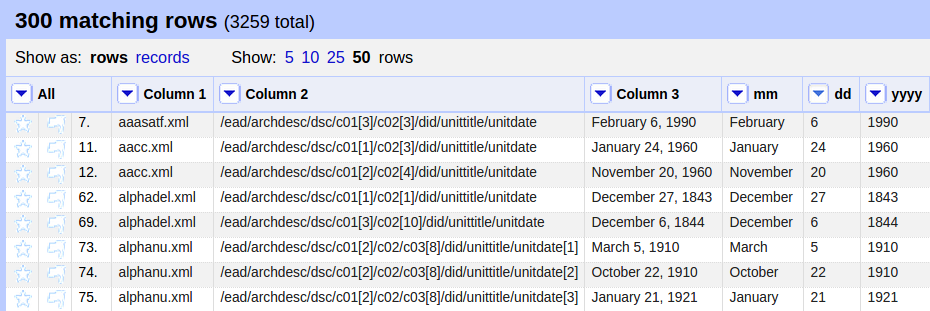 300 matching rows (3259 total)
Show as: rows records Show: 5 10 25 50 rows
All Column 1 Column 2 Column 3 mm dd yyyy
7. aaasatf.xml /ead/archdesc/dsc/c01[3]/c02[3]/did/unittitle/unitdate February 6, 1990 February 6 1990
11. aacc.xml /ead/archdesc/dsc/c01[1]/c02[3]/did/unittitle/unitdate January 24, 1960 January 24 1960
12. aacc.xml /ead/archdesc/dsc/c01[2]/c02[4]/did/unittitle/unitdate November 20, 1960 November 20 1960
62. alphadel.xml /ead/archdesc/dsc/c01[1]/c02[1]/did/unittitle/unitdate December 27, 1843 December 27 1843
69. alphadel.xml /ead/archdesc/dsc/c01[3]/c02[10]/did/unittitle/unitdate December 6, 1844 December 6 1844
73. alphanu.xml /ead/archdesc/dsc/c01[2]/c02/c03[8]/did/unittitle/unitdate[1] March 5, 1910 March 5 1910
74. alphanu.xml /ead/archdesc/dsc/c01[2]/c02/c03[8]/did/unittitle/unitdate[2] October 22, 1910 October 22 1910
75. alphanu.xml /ead/archdesc/dsc/c01[2]/c02/c03[8]/did/unittitle/unitdate[3] January 21, 1921 January 21 1921